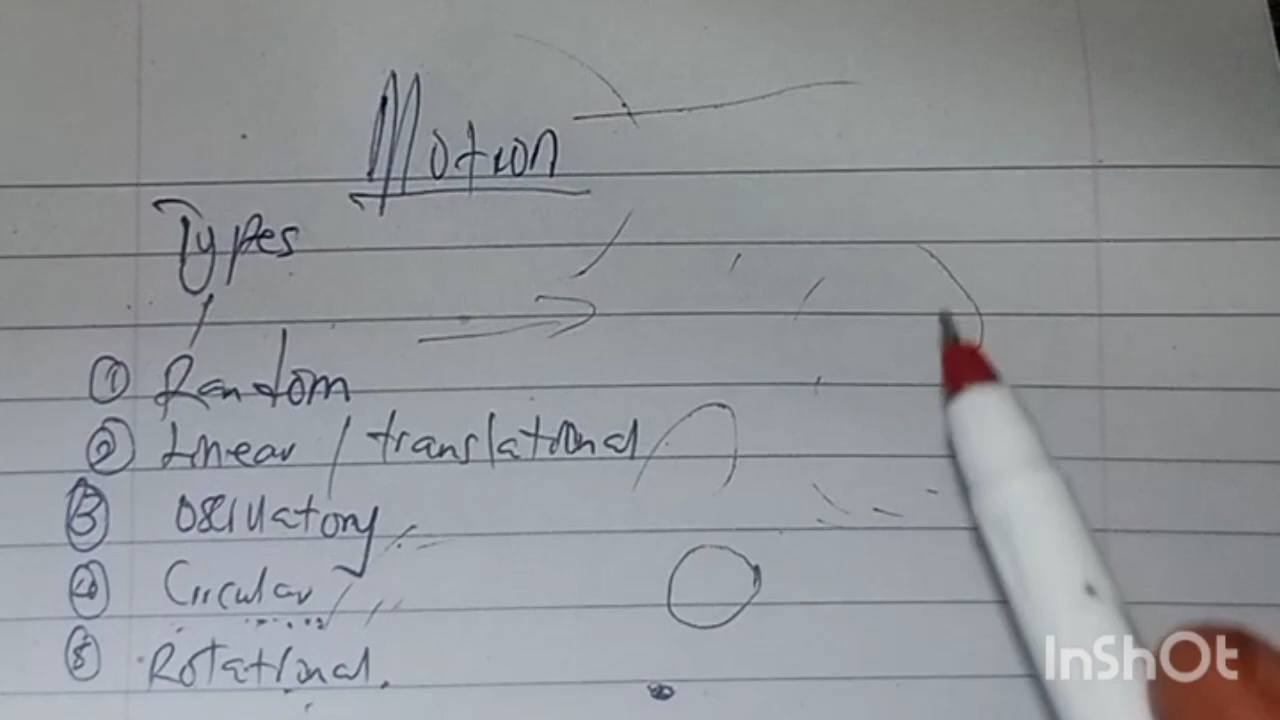 Motion
Types
① Random
② Linear / translational
③ Oscillatory
④ Circular
⑤ Rotational.
InShOt